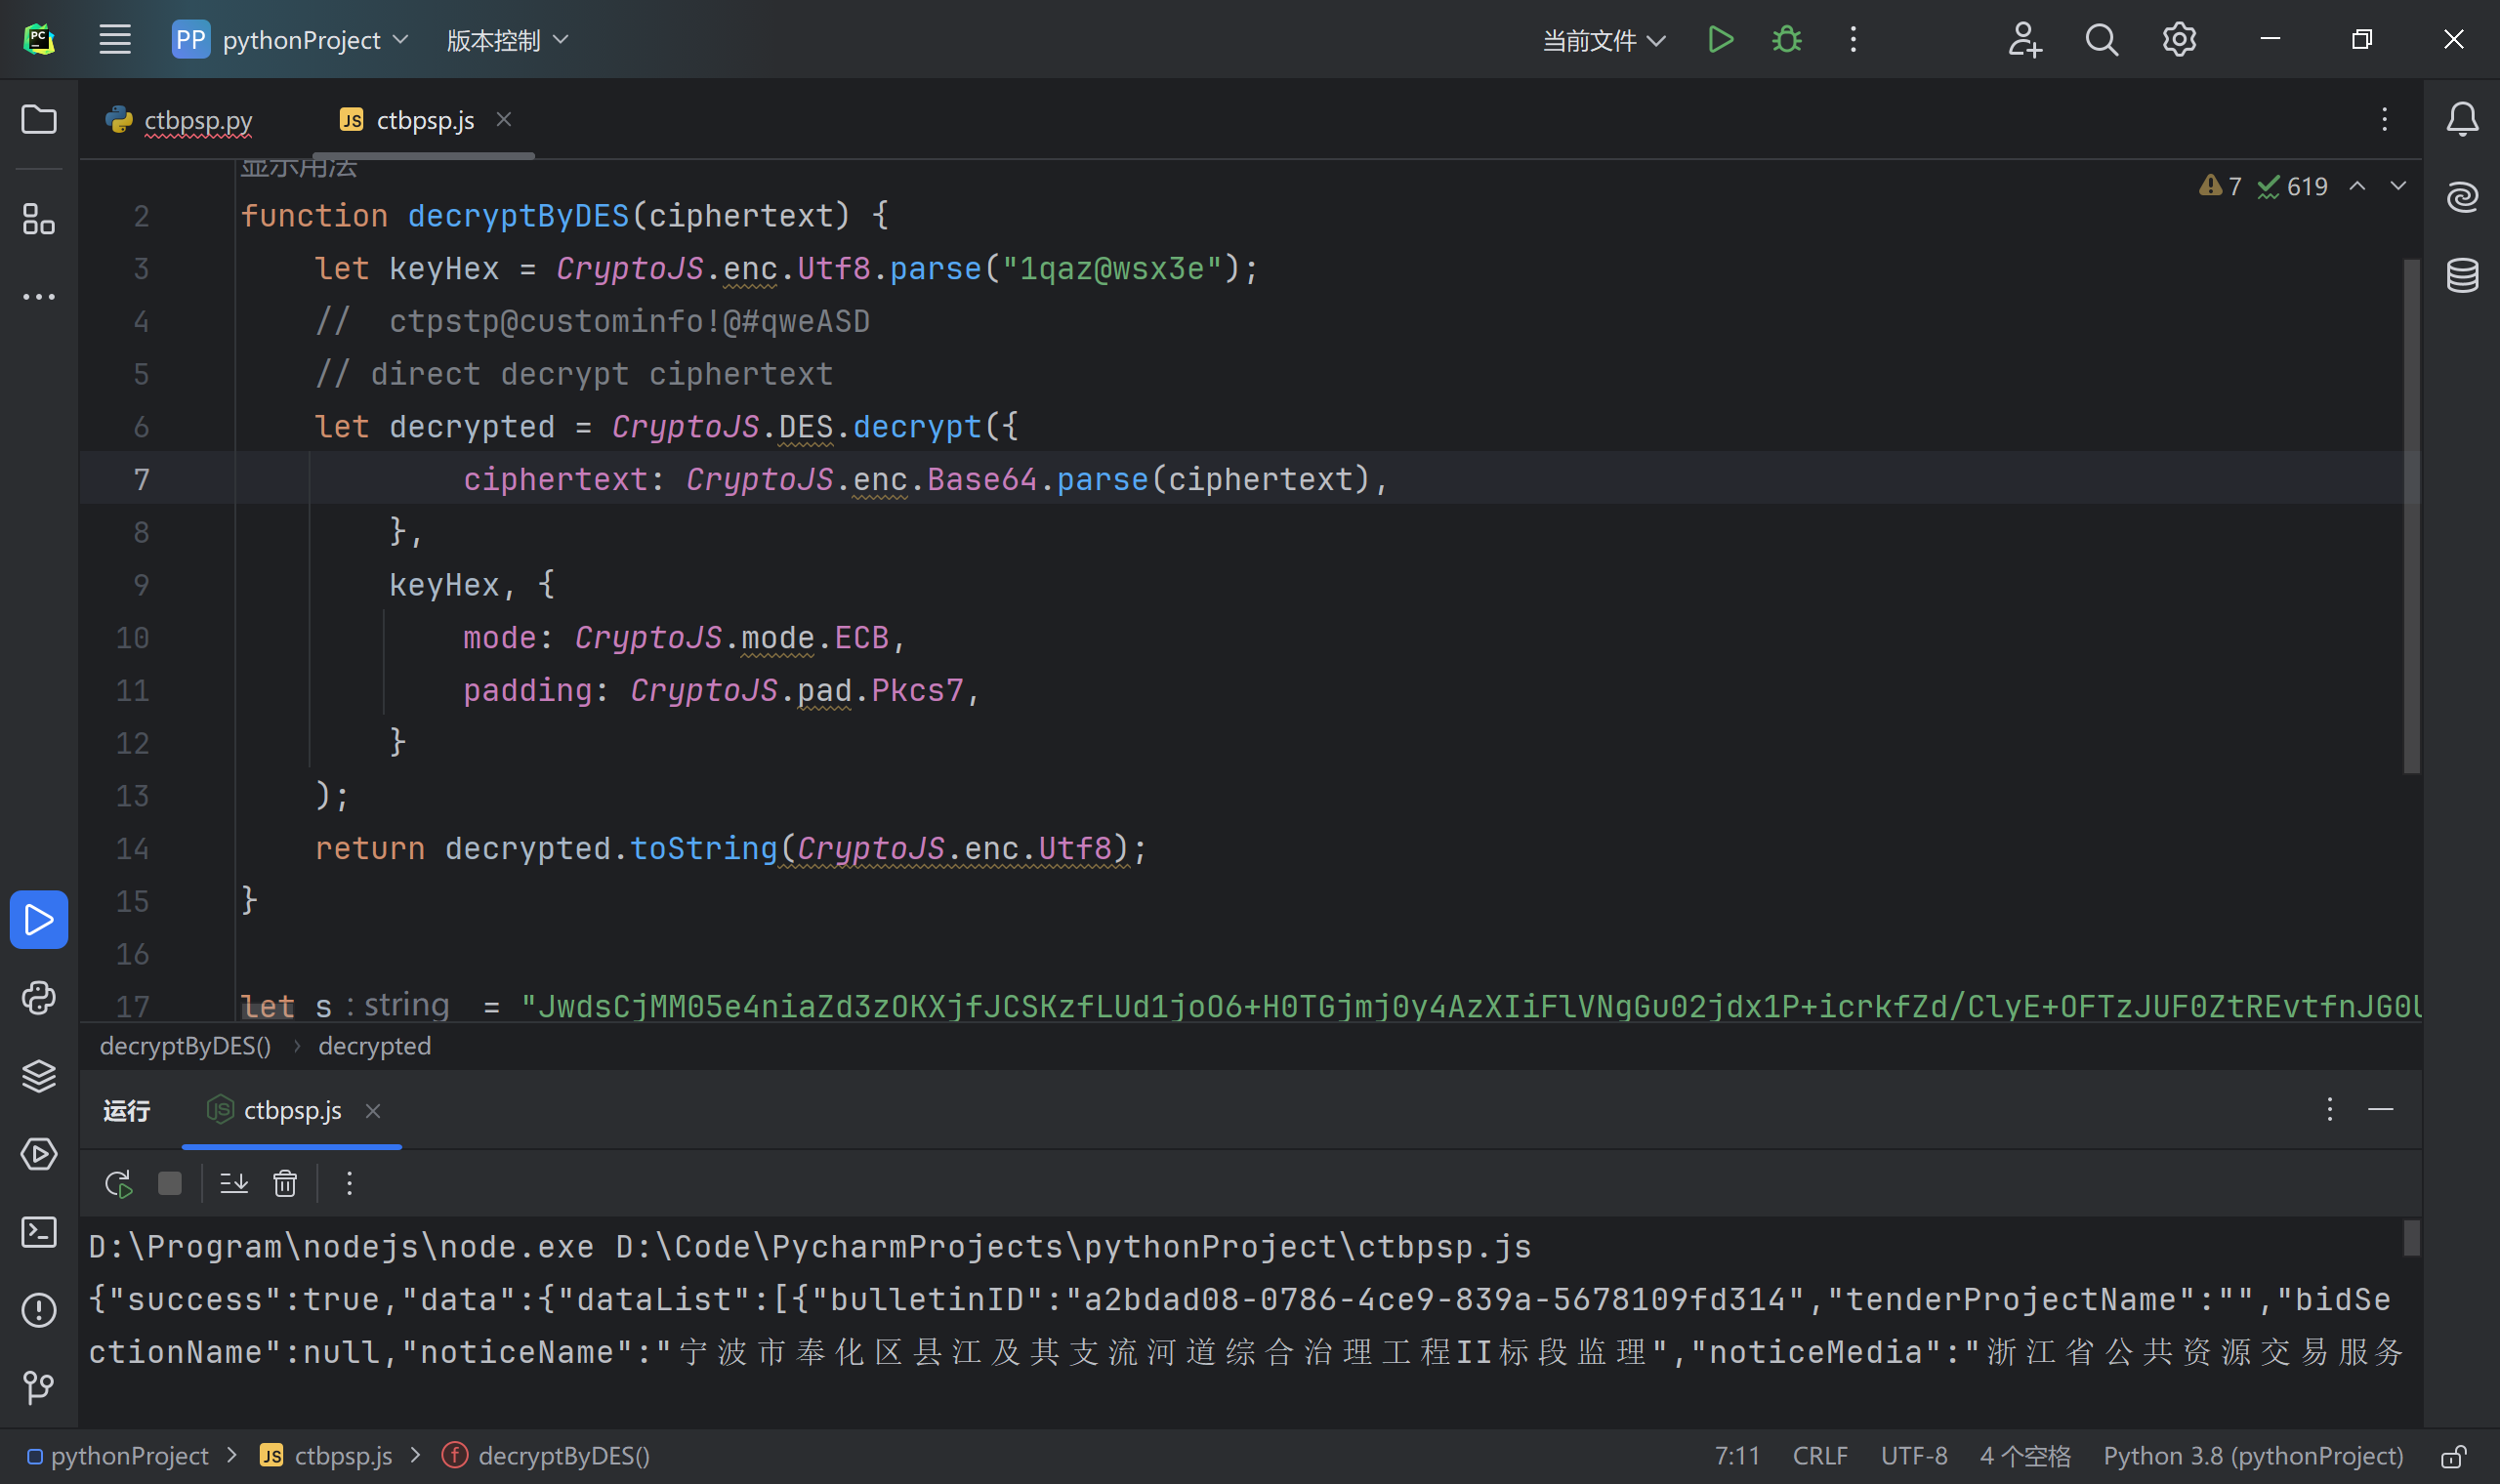 PC
PP pythonProject 版本控制 当前文件
ctbpsp.py JS ctbpsp.js
显示用法
7 619
2 function decryptByDES(ciphertext) {
3 let keyHex = CryptoJS.enc.Utf8.parse("1qaz@wsx3e");
4 // ctpstp@custominfo!@#qweASD
5 // direct decrypt ciphertext
6 let decrypted = CryptoJS.DES.decrypt({
7 ciphertext: CryptoJS.enc.Base64.parse(ciphertext),
8 },
9 keyHex, {
10 mode: CryptoJS.mode.ECB,
11 padding: CryptoJS.pad.Pkcs7,
12 }
13 );
14 return decrypted.toString(CryptoJS.enc.Utf8);
15 }
16
17 let s : string = "JwdsCjMM05e4niaZd3zOKXjfJCSKzfLUd1joO6+H0TGjmj0y4AzXIiFlVNgGu02jdx1P+icrkfZd/ClyE+OFTzJUF0ZtREvtfnJG0U
decryptByDES() › decrypted
运行 JS ctbpsp.js
D:\Program\nodejs\node.exe D:\Code\PycharmProjects\pythonProject\ctbpsp.js
{"success":true,"data":{"dataList":[{"bulletinID":"a2bdad08-0786-4ce9-839a-5678109fd314","tenderProjectName":"","bidSe
ctionName":null,"noticeName":"宁波市奉化区县江及其支流河道综合治理工程II标段监理","noticeMedia":"浙江省公共资源交易服务
pythonProject > JS ctbpsp.js > f decryptByDES() 7:11 CRLF UTF-8 4 个空格 Python 3.8 (pythonProject)